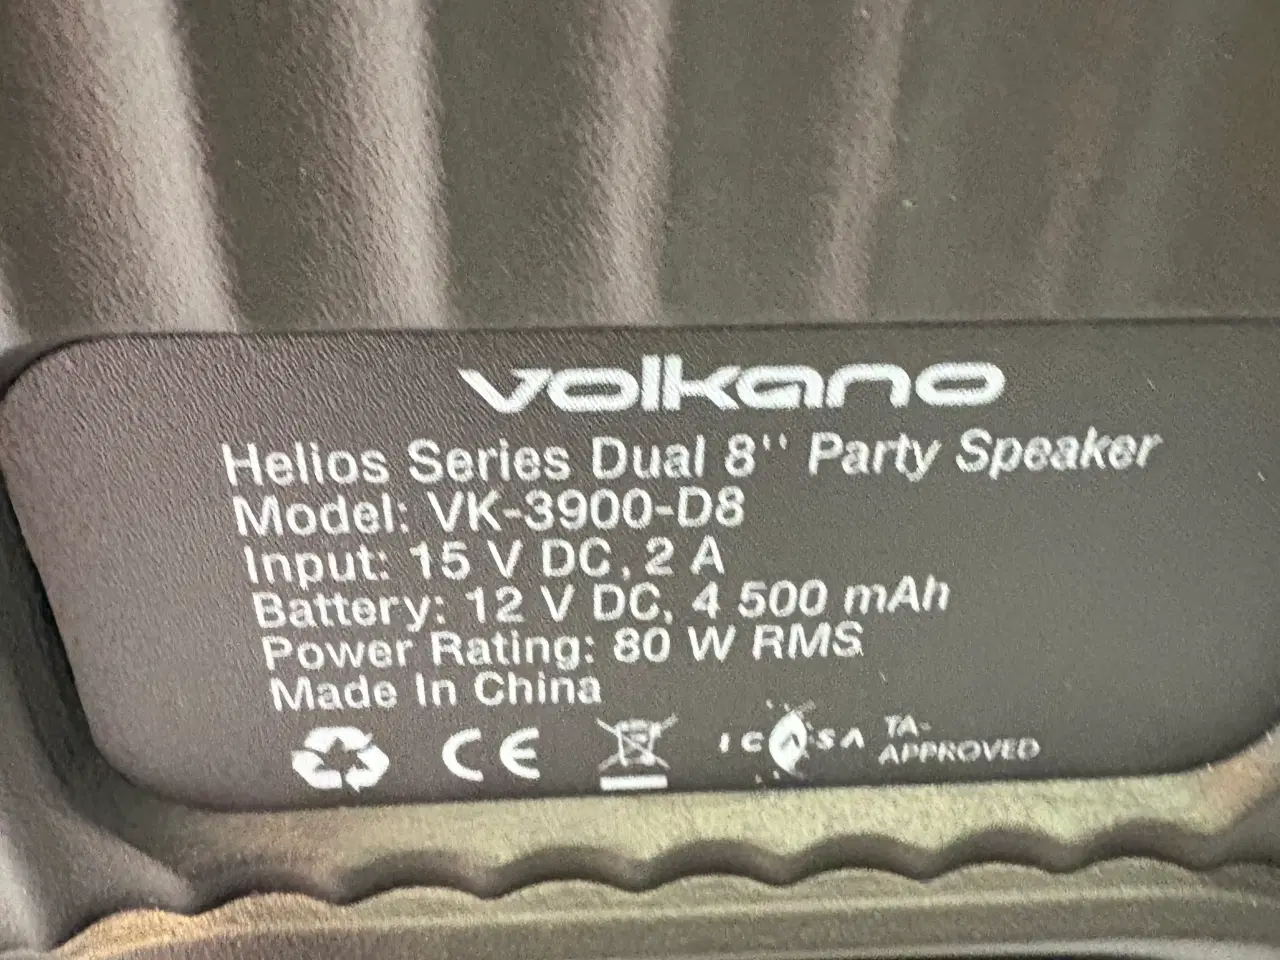 volkano
Helios Series Dual 8" Party Speaker
Model: VK-3900-D8
Input: 15 V DC, 2 A
Battery: 12 V DC, 4 500 mAh
Power Rating: 80 W RMS
Made In China
CE ICASA TA-
APPROVED